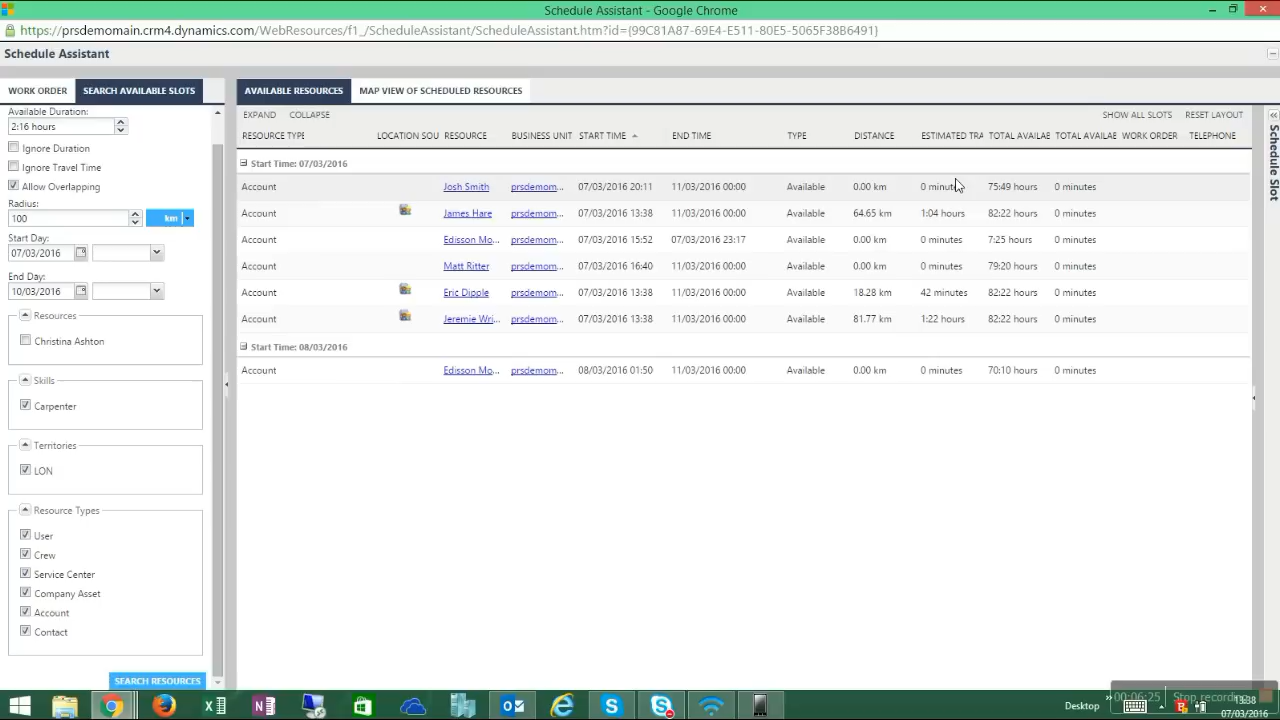 Schedule Assistant - Google Chrome
https://prsdemomain.crm4.dynamics.com/WebResources/f1_/ScheduleAssistant/ScheduleAssistant.htm?id={99C81A87-69E4-E511-80E5-5065F38B6491}
Schedule Assistant
WORK ORDER SEARCH AVAILABLE SLOTS
Available Duration:
2:16 hours
Ignore Duration
Ignore Travel Time
Allow Overlapping
Radius:
100 km
Start Day:
07/03/2016
End Day:
10/03/2016
Resources
Christina Ashton
Skills
Carpenter
Territories
LON
Resource Types
User
Crew
Service Center
Company Asset
Account
Contact
SEARCH RESOURCES
AVAILABLE RESOURCES MAP VIEW OF SCHEDULED RESOURCES
EXPAND COLLAPSE SHOW ALL SLOTS RESET LAYOUT
RESOURCE TYPE LOCATION SOU RESOURCE BUSINESS UNIT START TIME END TIME TYPE DISTANCE ESTIMATED TRA TOTAL AVAILAE TOTAL AVAILAE WORK ORDER TELEPHONE
Start Time: 07/03/2016
Account Josh Smith prsdemom... 07/03/2016 20:11 11/03/2016 00:00 Available 0.00 km 0 minutes 75:49 hours 0 minutes
Account James Hare prsdemom... 07/03/2016 13:38 11/03/2016 00:00 Available 64.65 km 1:04 hours 82:22 hours 0 minutes
Account Edisson Mo... prsdemom... 07/03/2016 15:52 07/03/2016 23:17 Available 0.00 km 0 minutes 7:25 hours 0 minutes
Account Matt Ritter prsdemom... 07/03/2016 16:40 11/03/2016 00:00 Available 0.00 km 0 minutes 79:20 hours 0 minutes
Account Eric Dipple prsdemom... 07/03/2016 13:38 11/03/2016 00:00 Available 18.28 km 42 minutes 82:22 hours 0 minutes
Account Jeremie Wri... prsdemom... 07/03/2016 13:38 11/03/2016 00:00 Available 81.77 km 1:22 hours 82:22 hours 0 minutes
Start Time: 08/03/2016
Account Edisson Mo... prsdemom... 08/03/2016 01:50 11/03/2016 00:00 Available 0.00 km 0 minutes 70:10 hours 0 minutes
Schedule Slot
Desktop
00:06:25 Stop recording
13:38
07/03/2016